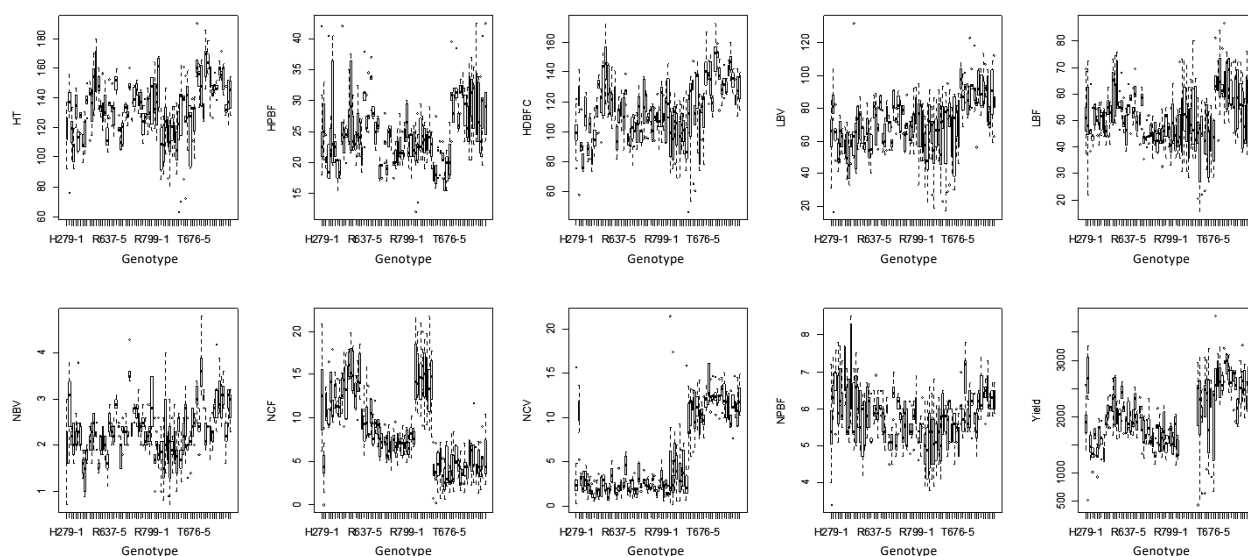 HT
60 80 100 120 140 160 180
H279-1 R637-5 R799-1 T676-5
Genotype
HPBF
15 20 25 30 35 40
H279-1 R637-5 R799-1 T676-5
Genotype
HDBF C
60 80 100 120 140 160
H279-1 R637-5 R799-1 T676-5
Genotype
LBV
20 40 60 80 100 120
H279-1 R637-5 R799-1 T676-5
Genotype
LBF
20 30 40 50 60 70 80
H279-1 R637-5 R799-1 T676-5
Genotype
NBV
1 2 3 4
H279-1 R637-5 R799-1 T676-5
Genotype
NCF
0 5 10 15 20
H279-1 R637-5 R799-1 T676-5
Genotype
NCV
0 5 10 15 20
H279-1 R637-5 R799-1 T676-5
Genotype
NPBF
4 5 6 7 8
H279-1 R637-5 R799-1 T676-5
Genotype
Yield
500 1000 2000 3000
H279-1 R637-5 R799-1 T676-5
Genotype